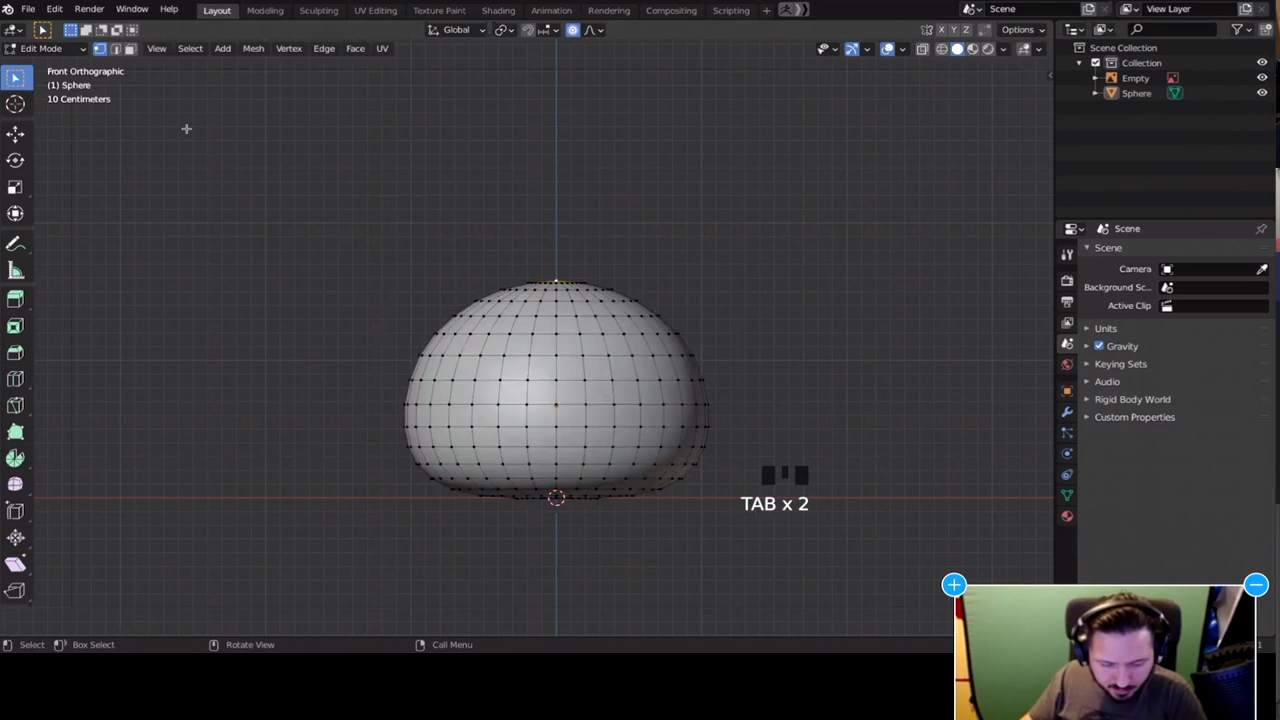 File Edit Render Window Help Layout Modeling Sculpting UV Editing Texture Paint Shading Animation Rendering Compositing Scripting + Scene View Layer
Global Options
X Y Z
Edit Mode View Select Add Mesh Vertex Edge Face UV
Front Orthographic
(1) Sphere
10 Centimeters
Scene Collection
Collection
Empty
Sphere
Scene
Scene
Camera
Background Sc...
Active Clip
Units
Gravity
Keying Sets
Audio
Rigid Body World
Custom Properties
TAB x 2
Select Box Select Rotate View Call Menu